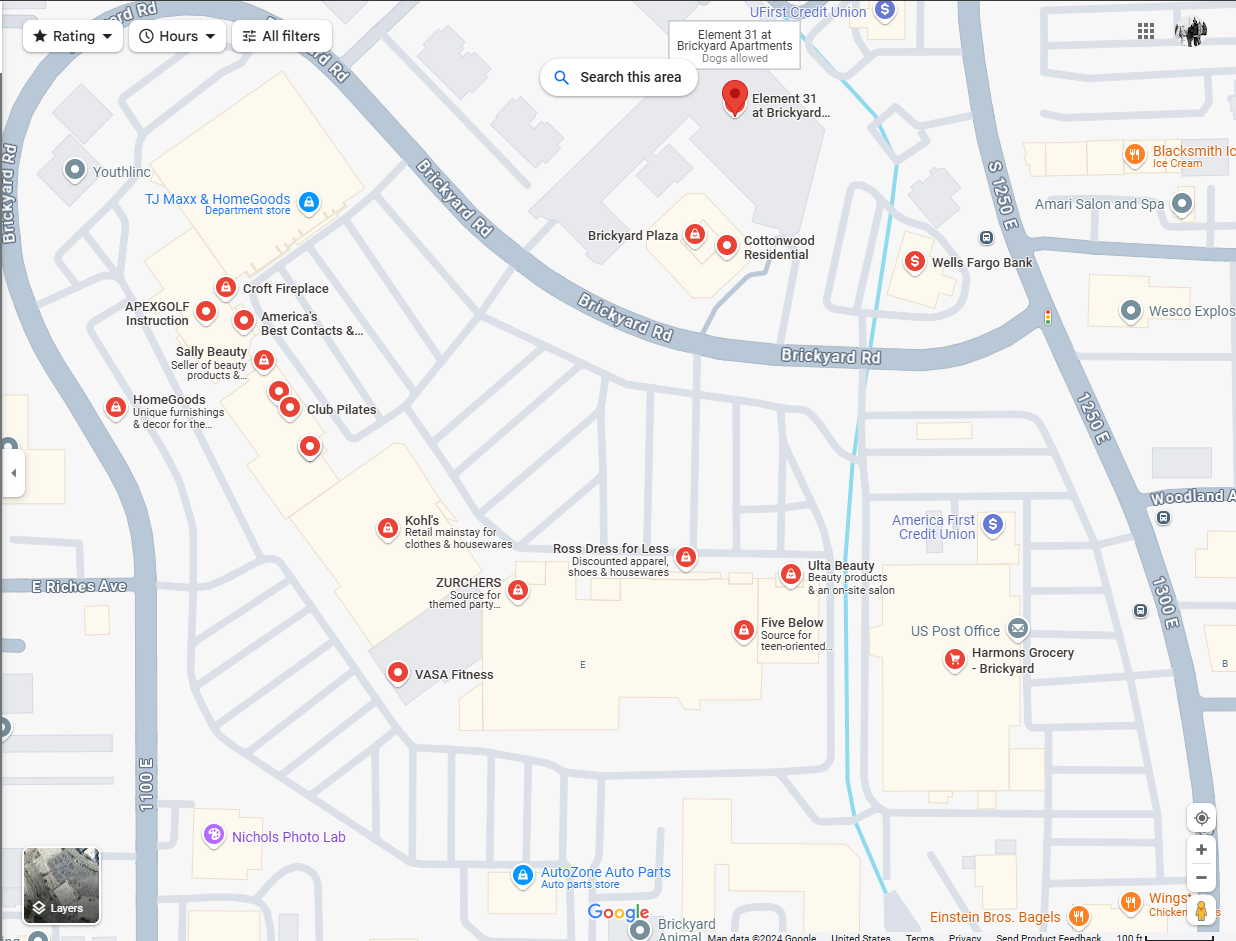 Rating
Hours
All filters
Search this area
Element 31 at
Brickyard Apartments
Dogs allowed
UFirst Credit Union
Element 31
at Brickyard...
Brickyard Rd
Brickyard Rd
Brickyard Rd
Brickyard Rd
S 1250 E
Blacksmith Ic
Ice Cream
Youthlinc
TJ Maxx & HomeGoods
Department store
Amari Salon and Spa
Brickyard Plaza
Cottonwood
Residential
Wells Fargo Bank
Croft Fireplace
APEXGOLF
Instruction
America's
Best Contacts &...
Wesco Explos
Sally Beauty
Seller of beauty
products &...
HomeGoods
Unique furnishings
& decor for the...
Club Pilates
1250 E
Woodland A
Kohl's
Retail mainstay for
clothes & housewares
America First
Credit Union
Ross Dress for Less
Discounted apparel,
shoes & housewares
Ulta Beauty
Beauty products
& an on-site salon
E Riches Ave
ZURCHERS
Source for
themed party...
1300 E
Five Below
Source for
teen-oriented...
US Post Office
Harmons Grocery
- Brickyard
E
B
VASA Fitness
1100 E
Nichols Photo Lab
AutoZone Auto Parts
Auto parts store
Layers
Google
Brickyard
Animal
Einstein Bros. Bagels
Wings
Chicken
Map data ©2024 Google
United States
Terms
Privacy
Send Product Feedback
100 ft